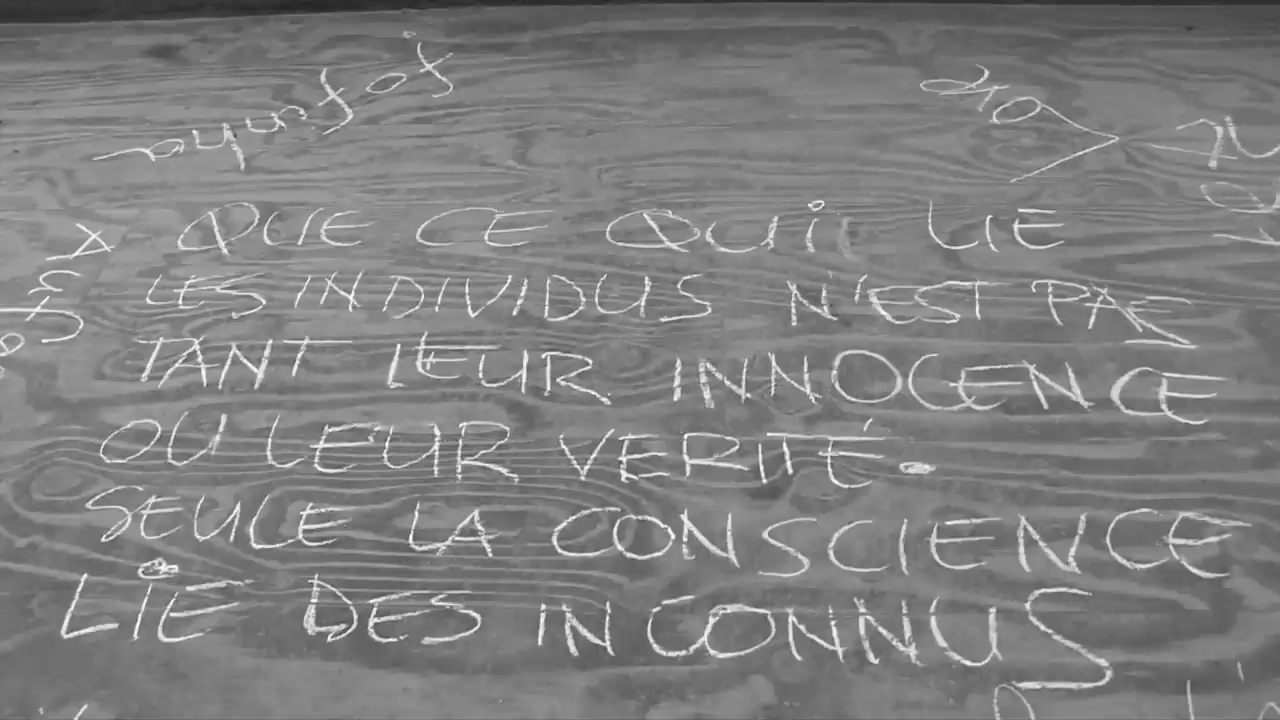 QUE CE QUI LIE
LES INDIVIDUS N'EST PAS
TANT LEUR INNOCENCE
OU LEUR VERITÉ.
SEULE LA CONSCIENCE
LIE DES INCONNUS